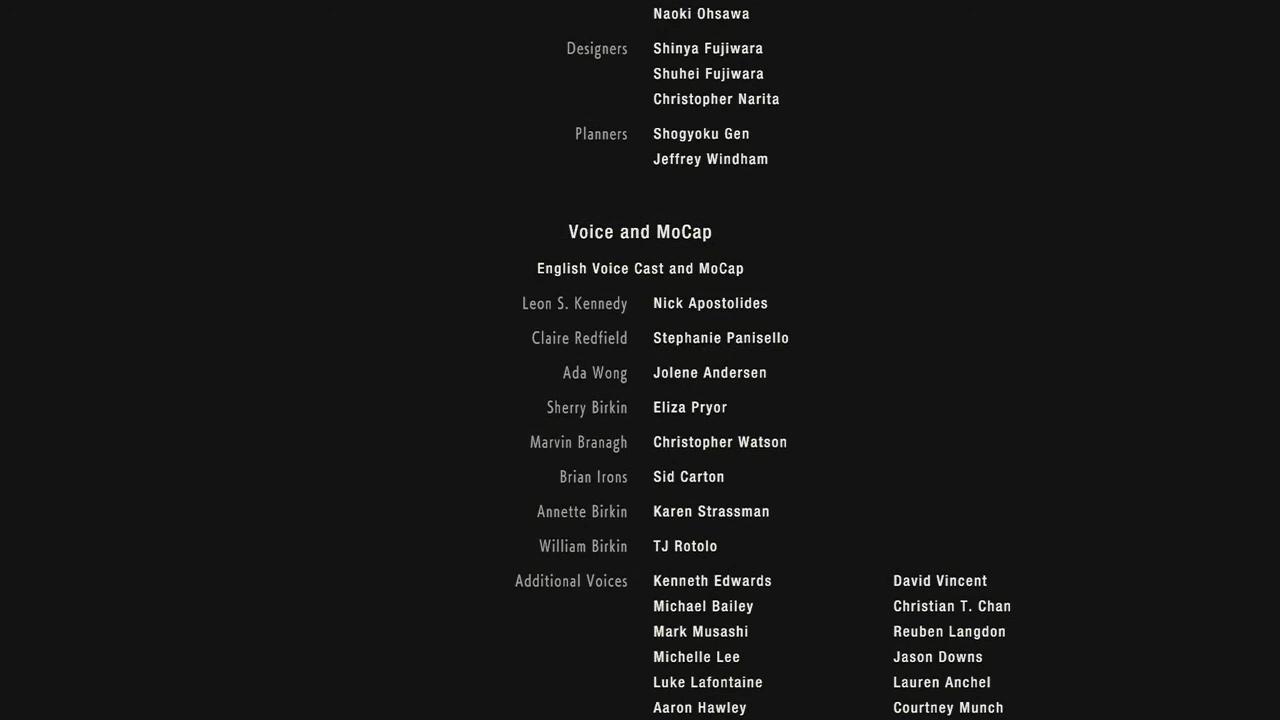 Naoki Ohsawa
Designers Shinya Fujiwara
Shuhei Fujiwara
Christopher Narita
Planners Shogyoku Gen
Jeffrey Windham
Voice and MoCap
English Voice Cast and MoCap
Leon S. Kennedy Nick Apostolides
Claire Redfield Stephanie Panisello
Ada Wong Jolene Andersen
Sherry Birkin Eliza Pryor
Marvin Branagh Christopher Watson
Brian Irons Sid Carton
Annette Birkin Karen Strassman
William Birkin TJ Rotolo
Additional Voices Kenneth Edwards David Vincent
Michael Bailey Christian T. Chan
Mark Musashi Reuben Langdon
Michelle Lee Jason Downs
Luke Lafontaine Lauren Anchel
Aaron Hawley Courtney Munch